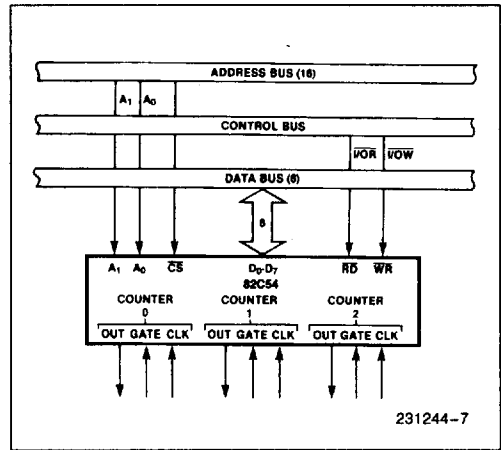 ADDRESS BUS (16)
A₁ A₀
CONTROL BUS
I/OR I/OW
DATA BUS (8)
8
A₁ A₀ CS D₀-D₇ RD WR
82C54
COUNTER COUNTER COUNTER
0 1 2
OUT GATE CLK OUT GATE CLK OUT GATE CLK
231244-7